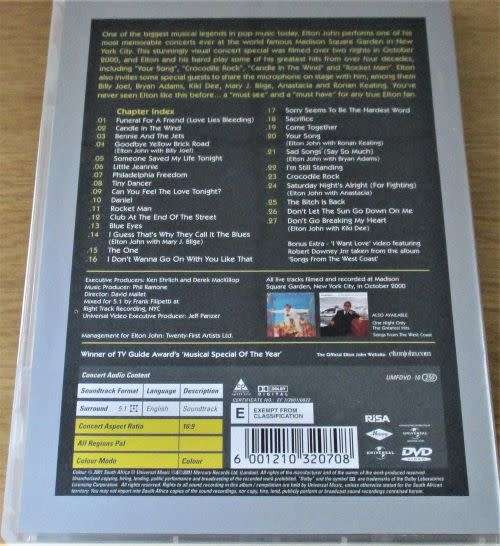 One of the biggest musical legends in pop music today, Elton John performs one of his
most memorable concerts ever at the world famous Madison Square Garden in New
York City. This stunningly visual concert special was filmed over two nights in October
2000, and Elton and his band play some of his greatest hits from over four decades,
including "Your Song", "Crocodile Rock", "Candle in The Wind" and "Rocket Man". Elton
also invites some special guests to share the microphone on stage with him, among them
Billy Joel, Bryan Adams, Kiki Dee, Mary J. Blige, Anastacia and Ronan Keating. You've
never seen Elton like this before... a "must see" and a "must have" for any true Elton fan.
Chapter Index
.01 Funeral For A Friend (Love Lies Bleeding)
.02 Candle in The Wind
.03 Bennie And The Jets
.04 Goodbye Yellow Brick Road
(Elton John with Billy Joel)
.05 Someone Saved My Life Tonight
.06 Little Jeannie
.07 Philadelphia Freedom
.08 Tiny Dancer
.09 Can You Feel The Love Tonight?
.10 Daniel
.11 Rocket Man
.12 Club At The End Of The Street
.13 Blue Eyes
.14 I Guess That's Why They Call It The Blues
(Elton John with Mary J. Blige)
.15 The One
.16 I Don't Wanna Go On With You Like That
17 Sorry Seems To Be The Hardest Word
18 Sacrifice
19 Come Together
20 Your Song
(Elton John with Ronan Keating)
21 Sad Songs (Say So Much)
(Elton John with Bryan Adams)
22 I'm Still Standing
23 Crocodile Rock
24 Saturday Night's Alright (For Fighting)
(Elton John with Anastacia)
25 The Bitch Is Back
26 Don't Let The Sun Go Down On Me
27 Don't Go Breaking My Heart
(Elton John with Kiki Dee)
Bonus Extra - 'I Want Love' video featuring
Robert Downey Jnr taken from the album
'Songs From The West Coast'
Executive Producers: Ken Ehrlich and Derek MacKillop
Music Producer: Phil Ramone
Director: David Mallet
Mixed for 5.1 by Frank Filipetti at
Right Track Recording, NYC
Universal Video Executive Producer: Jeff Panzer
Management for Elton John: Twenty-First Artists Ltd.
All live tracks filmed and recorded at Madison
Square Garden, New York City, in October 2000
ALSO AVAILABLE
One Night Only
The Greatest Hits
Songs From The West Coast
Winner of TV Guide Award's 'Musical Special Of The Year'
The Official Elton John Website: eltonjohn.com
Concert Audio Content
Soundtrack Format Language Description
Surround 5.1 English Soundtrack
Concert Aspect Ratio 16:9
All Regions Pal
Colour Mode Colour
DOLBY
DIGITAL
UMFDVD 10
E EXEMPT FROM
CLASSIFICATION
6001210320708
RiSA
UNIVERSAL
DVD
VIDEO